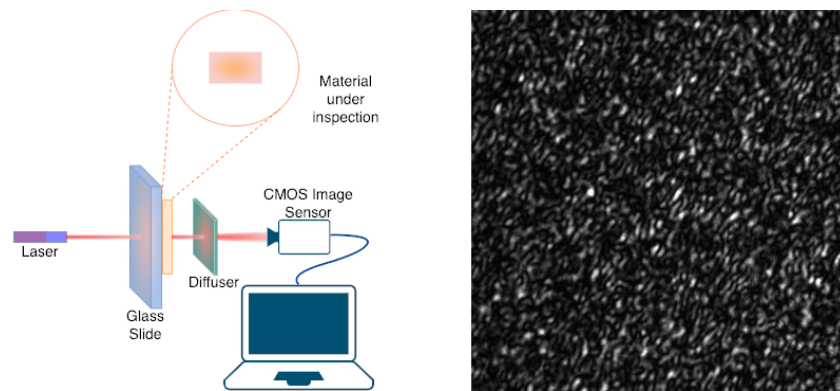 Material
under
inspection
CMOS Image
Sensor
Laser
Diffuser
Glass
Slide